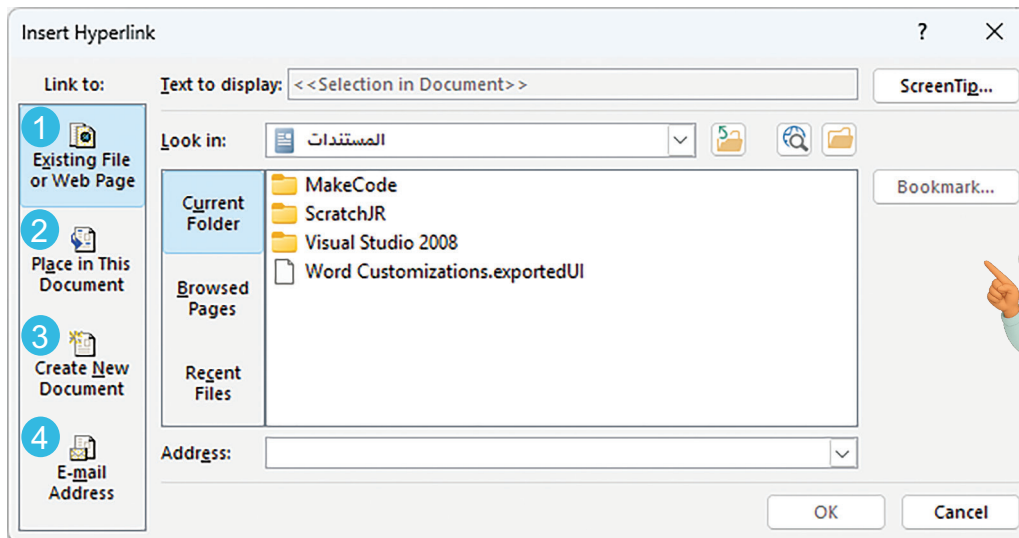 Insert Hyperlink ?
Link to:
Text to display: <<Selection in Document>>
ScreenTip...
1
Existing File
or Web Page
Look in: المستندات
Bookmark...
Current
Folder
MakeCode
ScratchJR
Visual Studio 2008
Word Customizations.exportedUI
2
Place in This
Document
Browsed
Pages
3
Create New
Document
Recent
Files
4
E-mail
Address
Address:
OK
Cancel